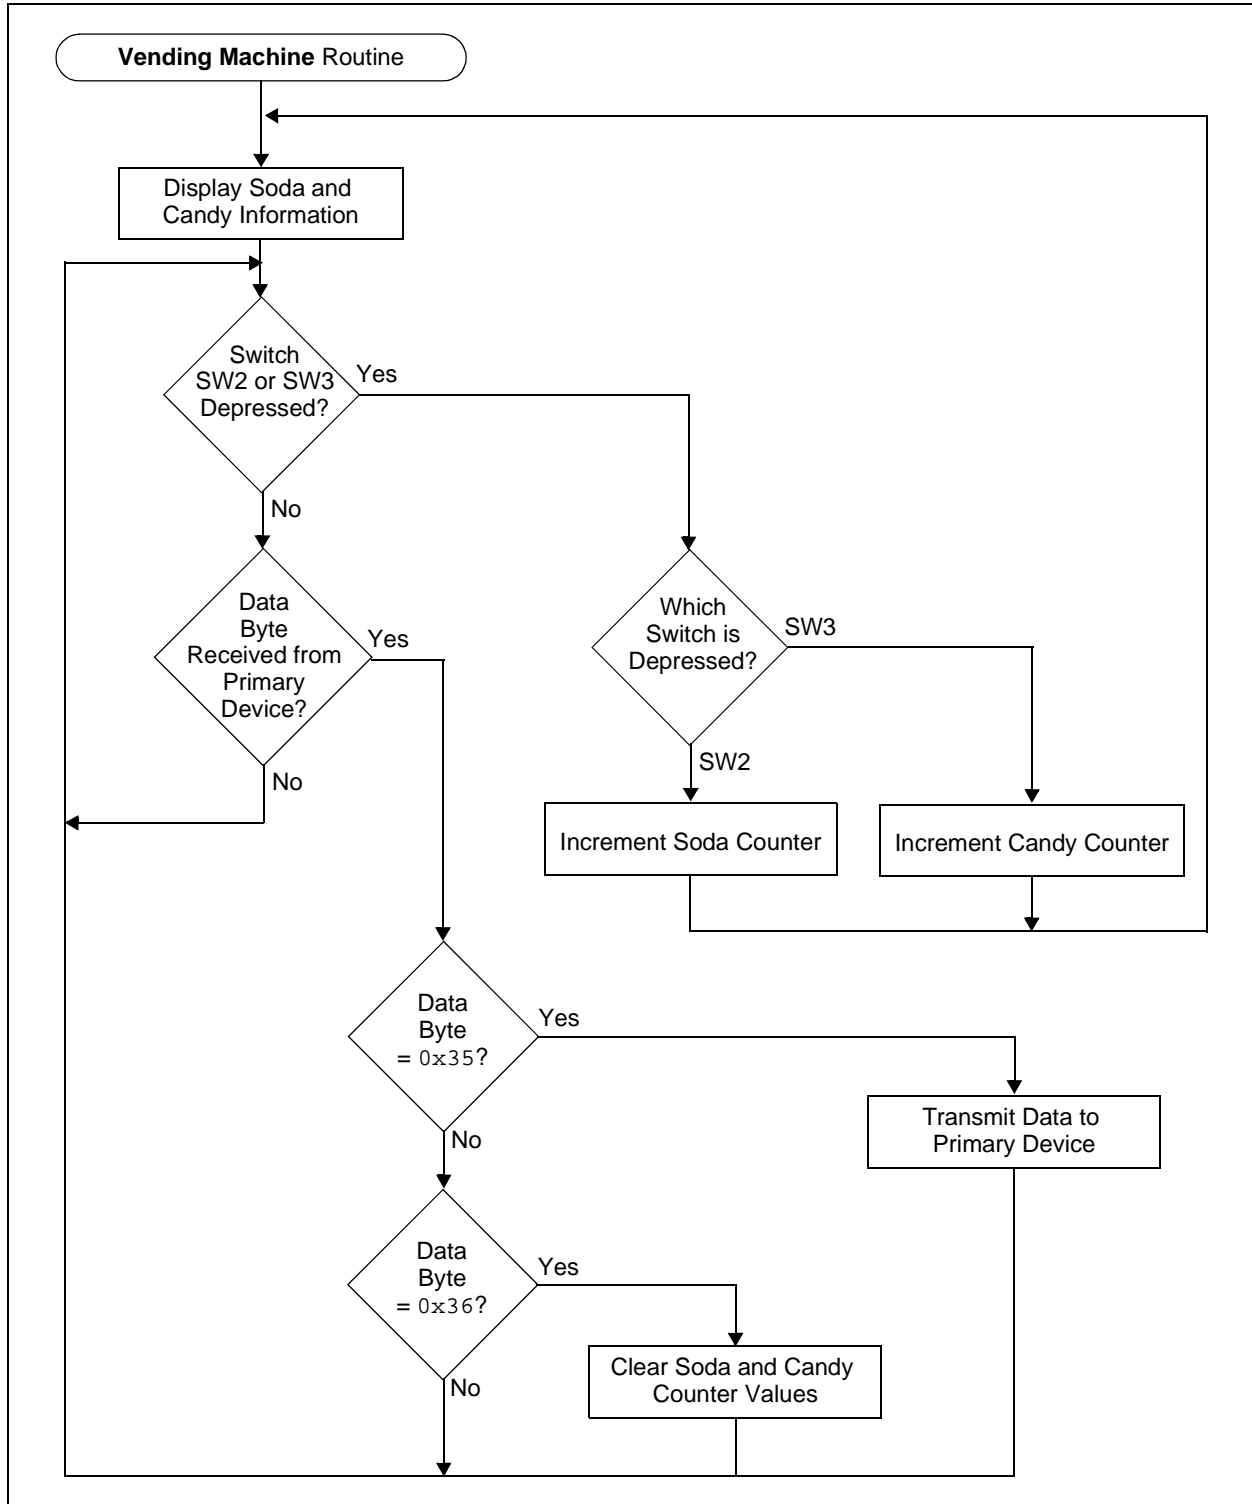 Vending Machine Routine
Display Soda and
Candy Information
Switch
SW2 or SW3
Depressed?
Yes
No
Data
Byte
Received from
Primary
Device?
Yes
No
Which
Switch is
Depressed?
SW3
SW2
Increment Soda Counter
Increment Candy Counter
Data
Byte
= 0x35?
Yes
No
Transmit Data to
Primary Device
Data
Byte
= 0x36?
Yes
No
Clear Soda and Candy
Counter Values